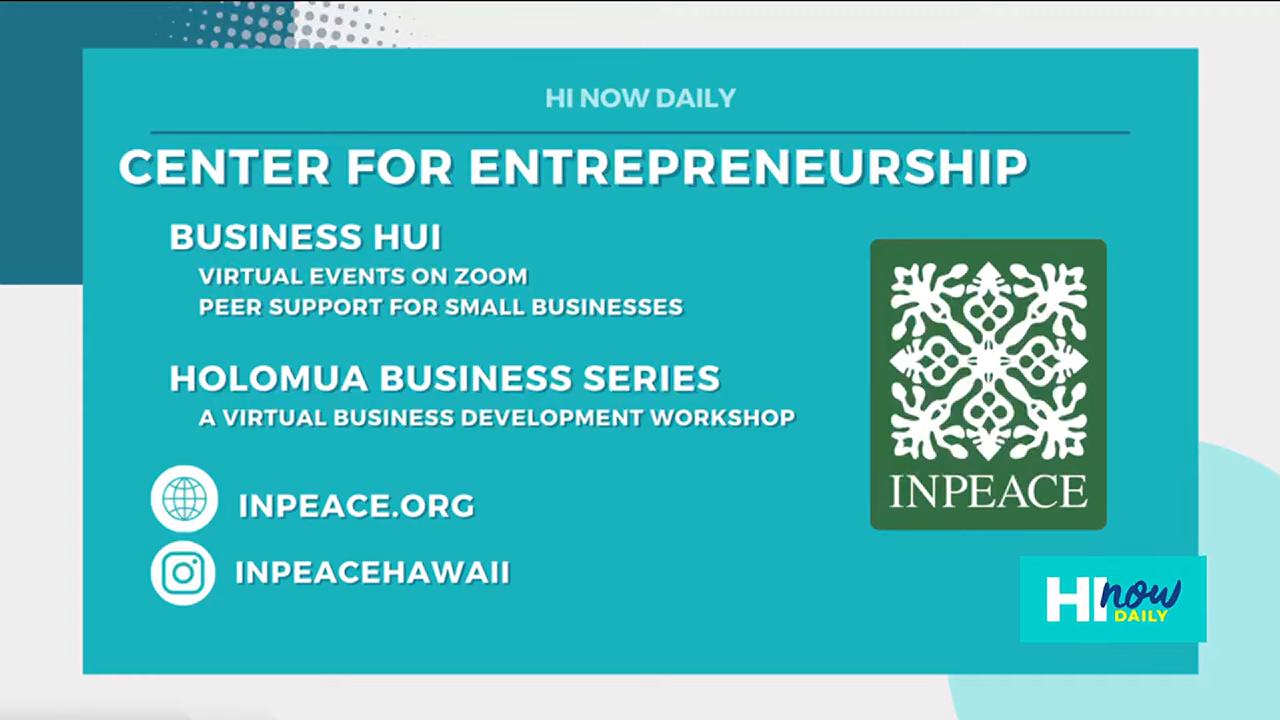 HI NOW DAILY
CENTER FOR ENTREPRENEURSHIP
BUSINESS HUI
VIRTUAL EVENTS ON ZOOM
PEER SUPPORT FOR SMALL BUSINESSES
HOLOMUA BUSINESS SERIES
A VIRTUAL BUSINESS DEVELOPMENT WORKSHOP
INPEACE.ORG
INPEACEHAWAII
INPEACE
HI now
DAILY